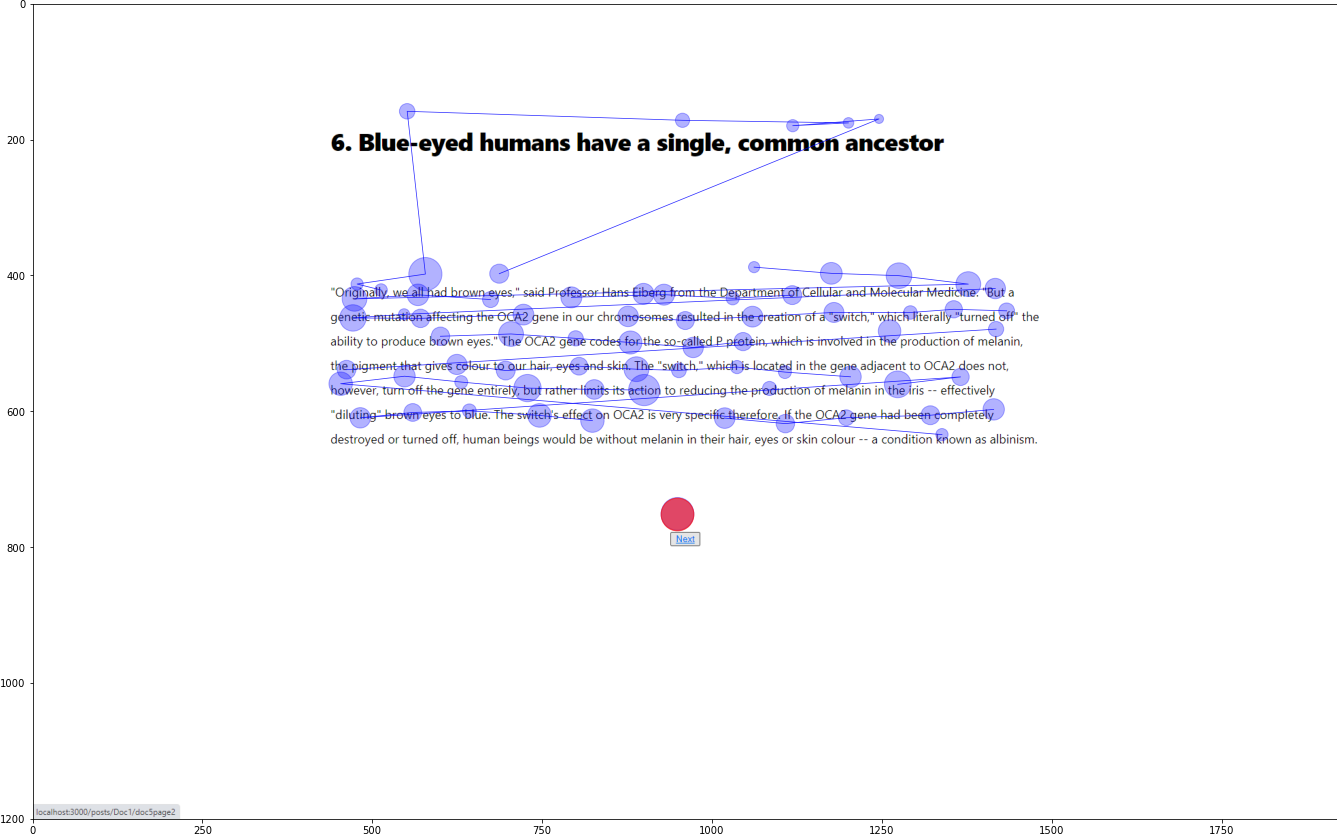 0
200
6. Blue-eyed humans have a single, common ancestor
400
"Originally, we all had brown eyes," said Professor Hans Eiberg from the Department of Cellular and Molecular Medicine. "But a
genetic mutation affecting the OCA2 gene in our chromosomes resulted in the creation of a "switch," which literally "turned off" the
ability to produce brown eyes." The OCA2 gene codes for the so-called P protein, which is involved in the production of melanin,
the pigment that gives colour to our hair, eyes and skin. The "switch," which is located in the gene adjacent to OCA2 does not,
however, turn off the gene entirely, but rather limits its action to reducing the production of melanin in the iris -- effectively
600
"diluting" brown eyes to blue. The switch's effect on OCA2 is very specific therefore. If the OCA2 gene had been completely
destroyed or turned off, human beings would be without melanin in their hair, eyes or skin colour -- a condition known as albinism.
Next
800
1000
localhost:3000/posts/Doc1/doc5page2
1200
0 250 500 750 1000 1250 1500 1750